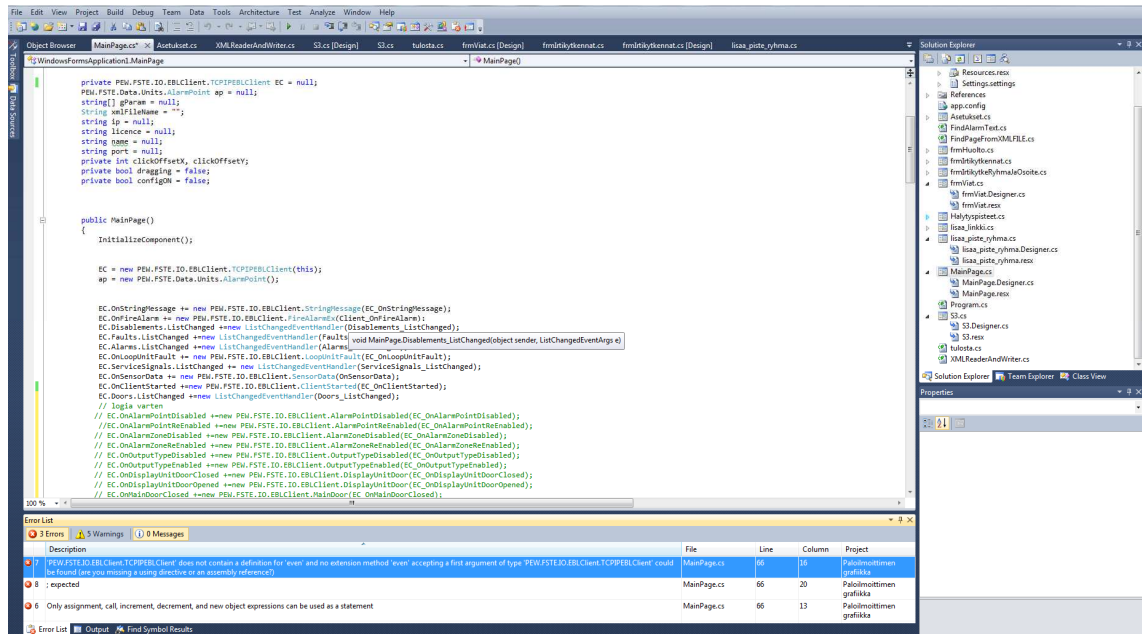 File Edit View Project Build Debug Team Data Tools Architecture Test Analyze Window Help
Object Browser MainPage.cs* Asetukset.cs XMLReaderAndWriter.cs S3.cs [Design] S3.cs tulosta.cs frmViat.cs [Design] frmIrtikytkennat.cs frmIrtikytkennat.cs [Design] lisaa_piste_ryhma.cs
WindowsFormsApplication1.MainPage MainPage()
Toolbox
Data Sources
private PEW.FSTE.IO.EBLClient.TCPIPEBLClient EC = null;
PEW.FSTE.Data.Units.AlarmPoint ap = null;
string[] gParam = null;
String xmlFileName = "";
string ip = null;
string licence = null;
string name = null;
string port = null;
private int clickOffsetX, clickOffsetY;
private bool dragging = false;
private bool configON = false;
public MainPage()
{
InitializeComponent();
EC = new PEW.FSTE.IO.EBLClient.TCPIPEBLClient(this);
ap = new PEW.FSTE.Data.Units.AlarmPoint();
EC.OnStringMessage += new PEW.FSTE.IO.EBLClient.StringMessage(EC_OnStringMessage);
EC.OnFireAlarm += new PEW.FSTE.IO.EBLClient.FireAlarmEx(Client_OnFireAlarm);
EC.Disablements.ListChanged +=new ListChangedEventHandler(Disablements_ListChanged);
EC.Faults.ListChanged +=new ListChangedEventHandler(Faults
void MainPage.Disablements_ListChanged(object sender, ListChangedEventArgs e)
EC.Alarms.ListChanged +=new ListChangedEventHandler(Alarms
EC.OnLoopUnitFault += new PEW.FSTE.IO.EBLClient.LoopUnitFault(EC_OnLoopUnitFault);
EC.ServiceSignals.ListChanged += new ListChangedEventHandler(ServiceSignals_ListChanged);
EC.OnSensorData += new PEW.FSTE.IO.EBLClient.SensorData(OnSensorData);
EC.OnClientStarted +=new PEW.FSTE.IO.EBLClient.ClientStarted(EC_OnClientStarted);
EC.Doors.ListChanged +=new ListChangedEventHandler(Doors_ListChanged);
// logia varten
// EC.OnAlarmPointDisabled +=new PEW.FSTE.IO.EBLClient.AlarmPointDisabled(EC_OnAlarmPointDisabled);
//EC.OnAlarmPointReEnabled +=new PEW.FSTE.IO.EBLClient.AlarmPointReEnabled(EC_OnAlarmPointReEnabled);
// EC.OnAlarmZoneDisabled +=new PEW.FSTE.IO.EBLClient.AlarmZoneDisabled(EC_OnAlarmZoneDisabled);
// EC.OnAlarmZoneReEnabled +=new PEW.FSTE.IO.EBLClient.AlarmZoneReEnabled(EC_OnAlarmZoneReEnabled);
// EC.OnOutputTypeDisabled +=new PEW.FSTE.IO.EBLClient.OutputTypeDisabled(EC_OnOutputTypeDisabled);
// EC.OnOutputTypeEnabled +=new PEW.FSTE.IO.EBLClient.OutputTypeEnabled(EC_OnOutputTypeEnabled);
// EC.OnDisplayUnitDoorClosed +=new PEW.FSTE.IO.EBLClient.DisplayUnitDoor(EC_OnDisplayUnitDoorClosed);
// EC.OnDisplayUnitDoorOpened +=new PEW.FSTE.IO.EBLClient.DisplayUnitDoor(EC_OnDisplayUnitDoorOpened);
// EC.OnMainDoorClosed +=new PEW.FSTE.IO.EBLClient.MainDoor(EC_OnMainDoorClosed);
100 %
Solution Explorer
Resources.resx
Settings.settings
References
app.config
Asetukset.cs
FindAlarmText.cs
FindPageFromXMLFILE.cs
frmHuolto.cs
frmIrtikytkennat.cs
frmIrtikytkeRyhmaJaOsoite.cs
frmViat.cs
frmViat.Designer.cs
frmViat.resx
Halytyspisteet.cs
lisaa_linkki.cs
lisaa_piste_ryhma.cs
lisaa_piste_ryhma.Designer.cs
lisaa_piste_ryhma.resx
MainPage.cs
MainPage.Designer.cs
MainPage.resx
Program.cs
S3.cs
S3.Designer.cs
S3.resx
tulosta.cs
XMLReaderAndWriter.cs
Solution Explorer Team Explorer Class View
Properties
Error List
3 Errors 5 Warnings 0 Messages
Description File Line Column Project
7 'PEW.FSTE.IO.EBLClient.TCPIPEBLClient' does not contain a definition for 'even' and no extension method 'even' accepting a first argument of type 'PEW.FSTE.IO.EBLClient.TCPIPEBLClient' could MainPage.cs 66 16 Paloilmoittimen
be found (are you missing a using directive or an assembly reference?) grafiikka
8 ; expected MainPage.cs 66 20 Paloilmoittimen
grafiikka
6 Only assignment, call, increment, decrement, and new object expressions can be used as a statement MainPage.cs 66 13 Paloilmoittimen
grafiikka
Error List Output Find Symbol Results